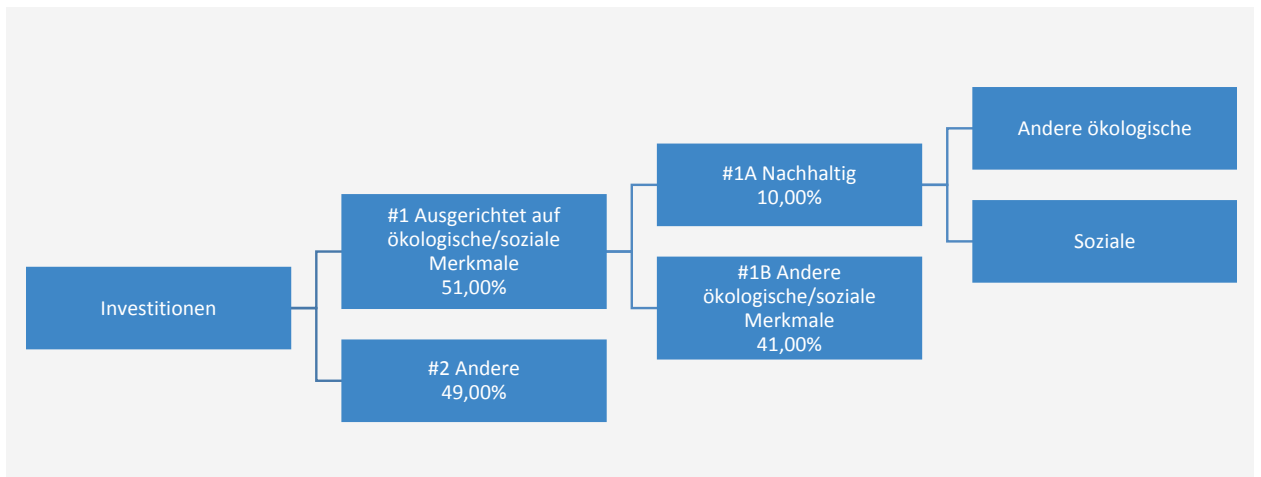 Investitionen
#1 Ausgerichtet auf
ökologische/soziale
Merkmale
51,00%
#2 Andere
49,00%
#1A Nachhaltig
10,00%
#1B Andere
ökologische/soziale
Merkmale
41,00%
Andere ökologische
Soziale